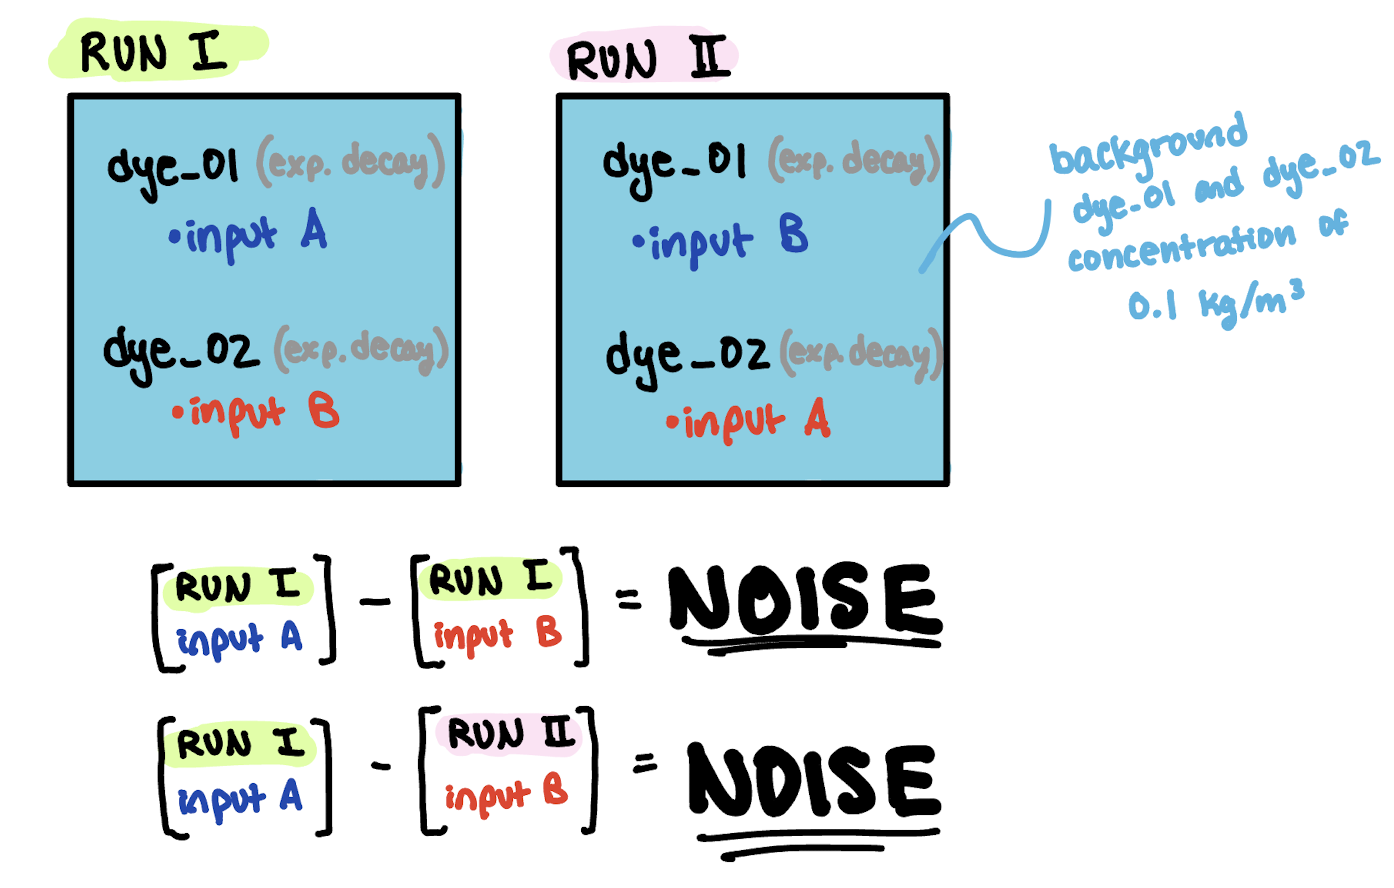 RUN I
dye_01 (exp. decay)
• input A
dye_02 (exp. decay)
• input B
RUN II
dye_01 (exp. decay)
• input B
dye_02 (exp. decay)
• input A
background
dye_01 and dye_02
concentration of
0.1 kg/m³
[RUN I input A] - [RUN I input B] = NOISE
[RUN I input A] - [RUN II input B] = NOISE